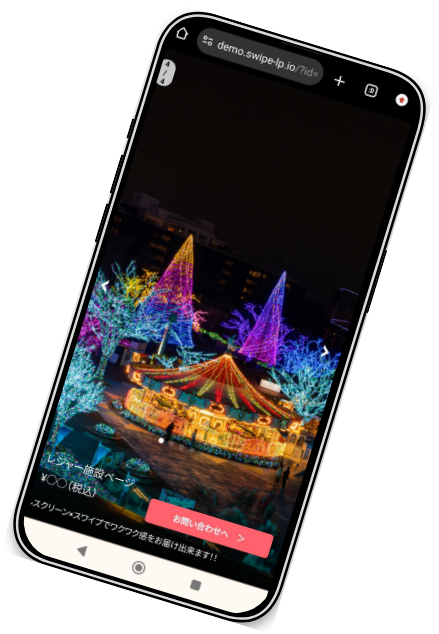 demo.swipe-lp.io/?id=
:D
4
/
4
レジャー施設ページ
¥○○(税込)
お問い合わせへ
スクリーン×スワイプでワクワク感をお届け出来ます!!